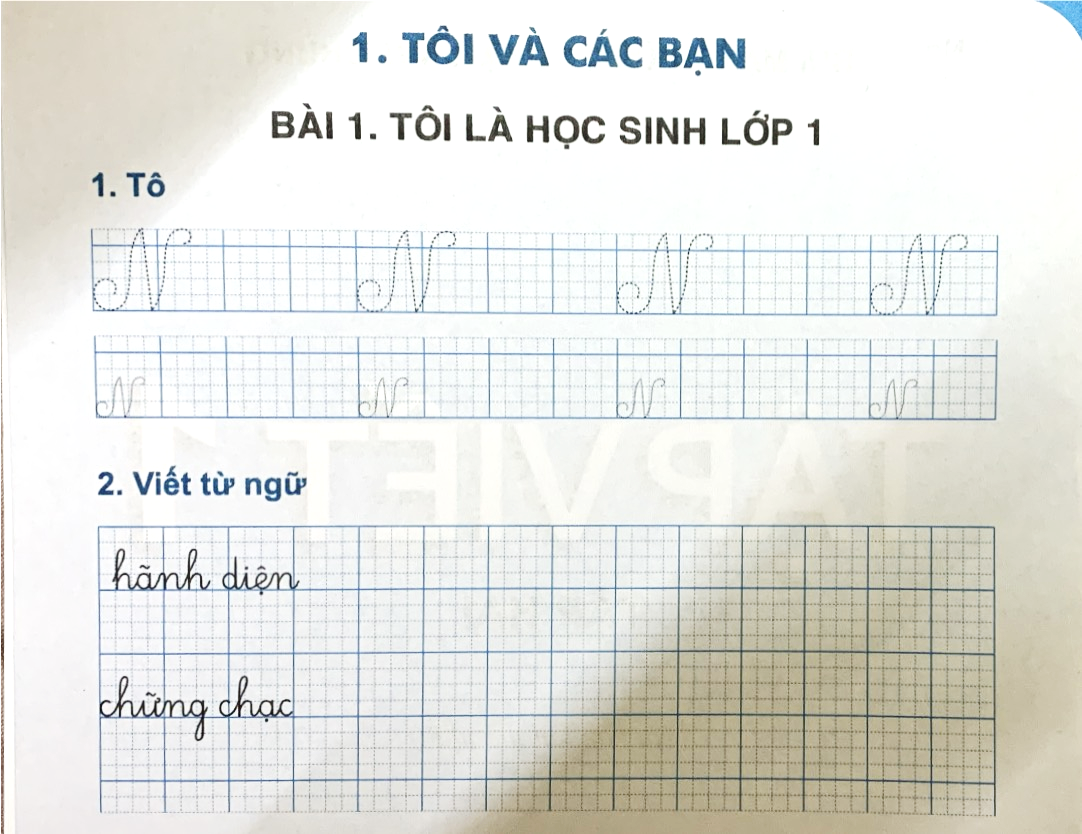 1. TÔI VÀ CÁC BẠN
BÀI 1. TÔI LÀ HỌC SINH LỚP 1
1. Tô
N N N N
N N N N
2. Viết từ ngữ
hãnh diện
chững chạc